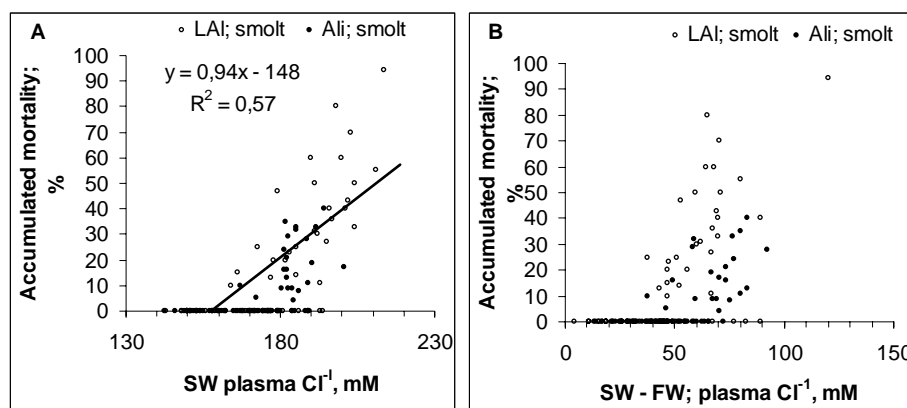 A
○ LAl; smolt • Ali; smolt
y = 0,94x - 148
R² = 0,57
Accumulated mortality;
%
100
90
80
70
60
50
40
30
20
10
0
130 180 230
SW plasma Cl⁻ˡ, mM
B
○ LAl; smolt • Ali; smolt
Accumulated mortality;
%
100
90
80
70
60
50
40
30
20
10
0
0 50 100 150
SW - FW; plasma Cl⁻¹, mM